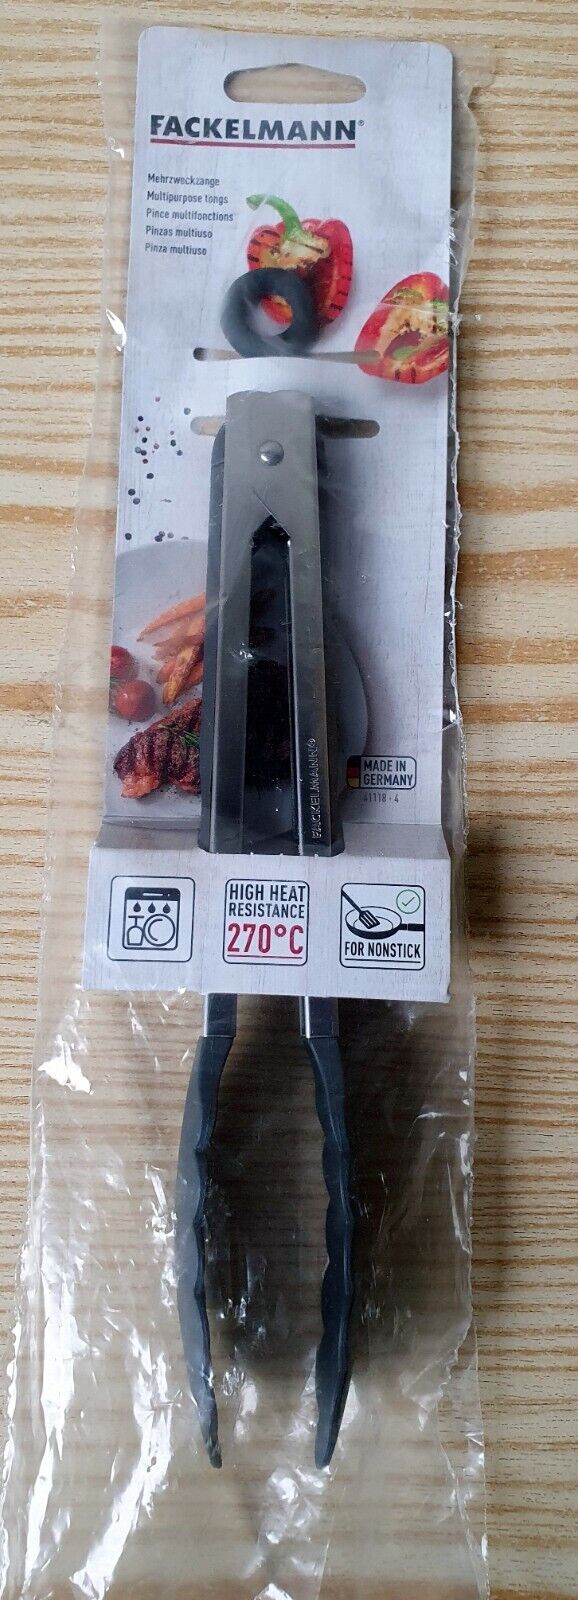 FACKELMANN®
Mehrzweckzange
Multipurpose tongs
Pince multifonctions
Pinzas multiuso
Pinza multiuso
FACKELMANN®
MADE IN
GERMANY
41118 - 4
HIGH HEAT
RESISTANCE
270°C
FOR NONSTICK